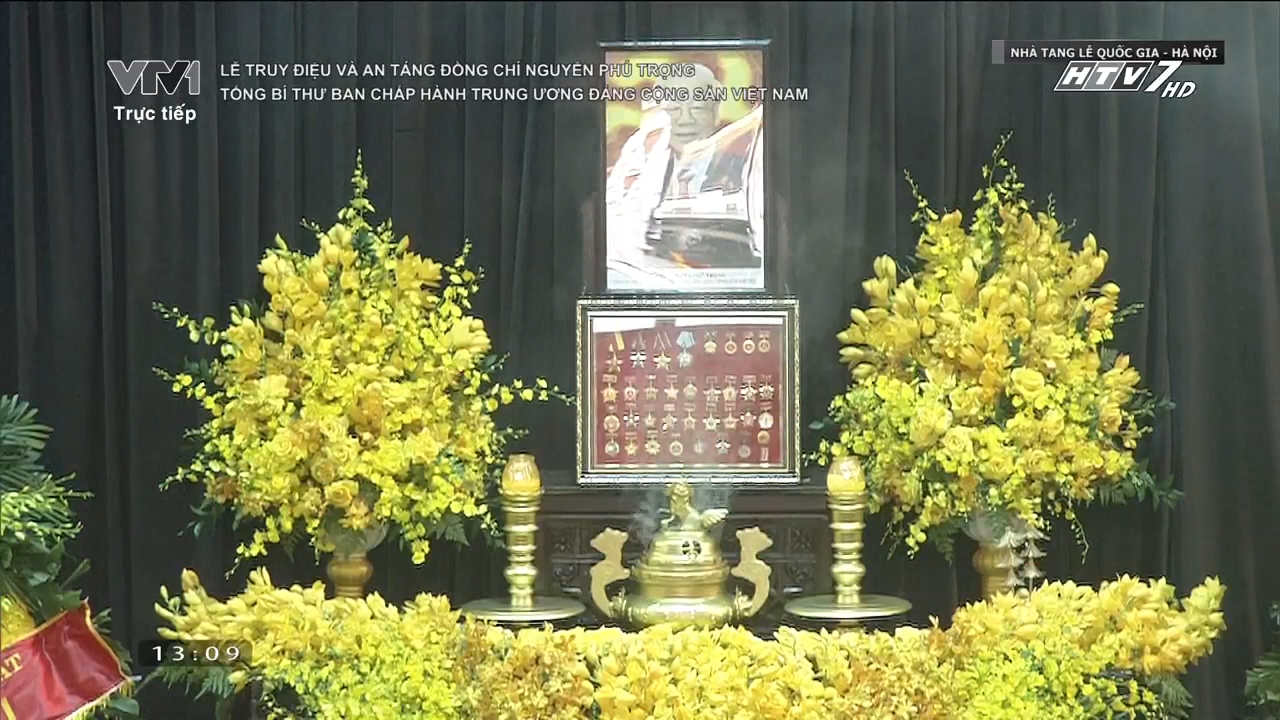 VTV1
Trực tiếp
LỄ TRUY ĐIỆU VÀ AN TÁNG ĐỒNG CHÍ NGUYỄN PHÚ TRỌNG
TỔNG BÍ THƯ BAN CHẤP HÀNH TRUNG ƯƠNG ĐẢNG CỘNG SẢN VIỆT NAM
NHÀ TANG LỄ QUỐC GIA - HÀ NỘI
HTV7 HD
13:09